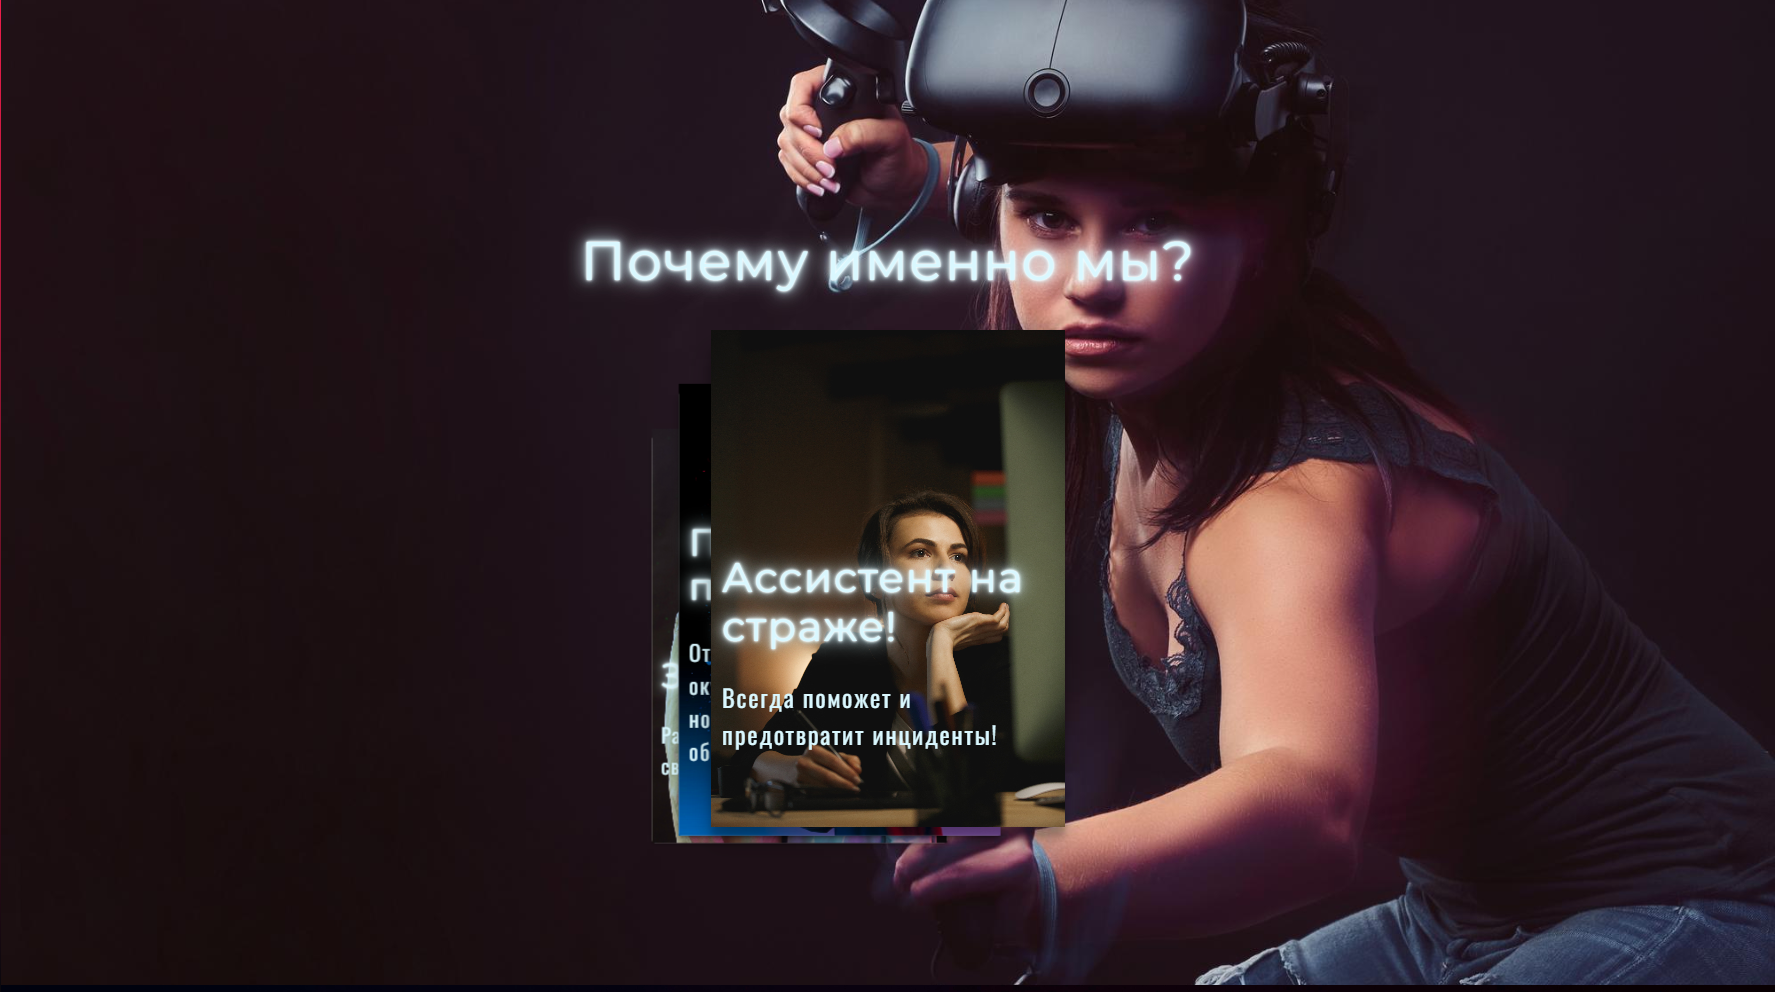 Почему именно мы?
Ассистент на
страже!
Всегда поможет и
предотвратит инциденты!